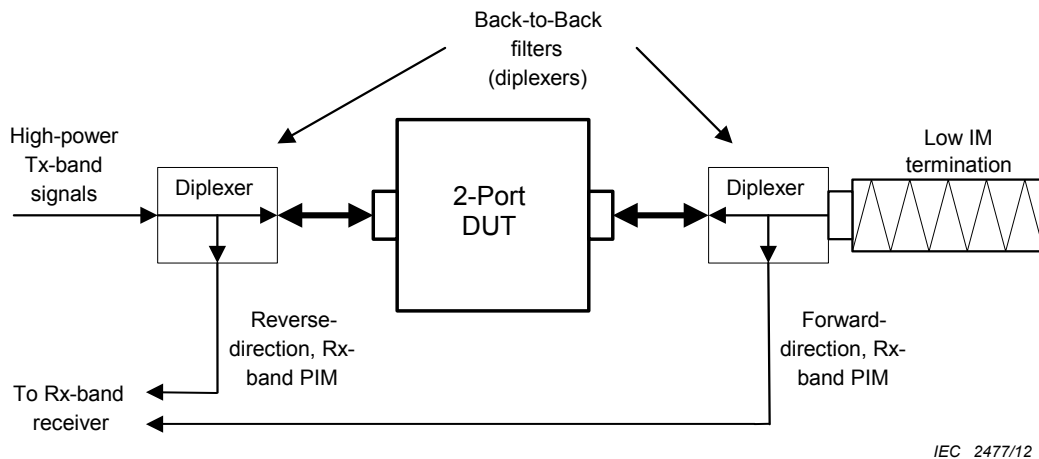 Back-to-Back
filters
(diplexers)
High-power
Tx-band
signals
Diplexer
2-Port
DUT
Diplexer
Low IM
termination
Reverse-
direction, Rx-
band PIM
Forward-
direction, Rx-
band PIM
To Rx-band
receiver
IEC 2477/12